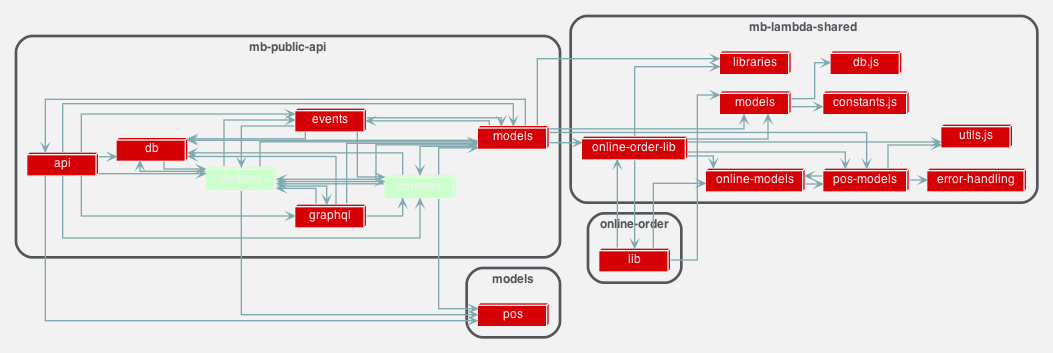 mb-public-api
mb-lambda-shared
libraries
db.js
models
constants.js
events
models
utils.js
db
online-order-lib
api
helpers
libraries
online-models
pos-models
error-handling
graphql
online-order
lib
models
pos